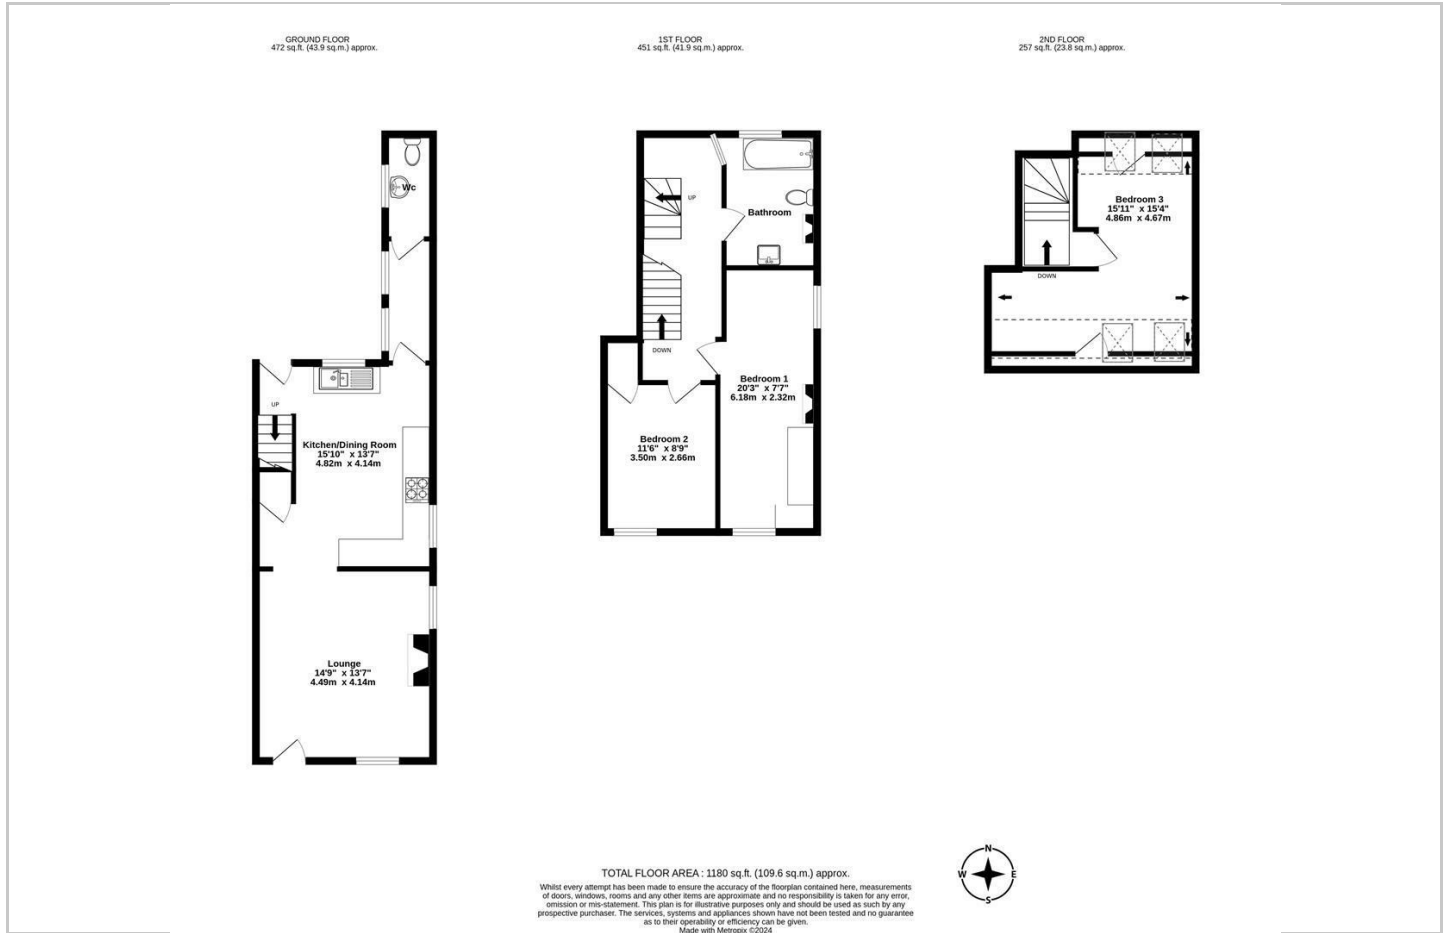 GROUND FLOOR
472 sq.ft. (43.9 sq.m.) approx.
1ST FLOOR
451 sq.ft. (41.9 sq.m.) approx.
2ND FLOOR
257 sq.ft. (23.8 sq.m.) approx.
Wc
UP
Kitchen/Dining Room
15'10" x 13'7"
4.82m x 4.14m
Lounge
14'9" x 13'7"
4.49m x 4.14m
UP
Bathroom
DOWN
Bedroom 1
20'3" x 7'7"
6.18m x 2.32m
Bedroom 2
11'6" x 8'9"
3.50m x 2.66m
Bedroom 3
15'11" x 15'4"
4.86m x 4.67m
DOWN
N
W E
S
TOTAL FLOOR AREA : 1180 sq.ft. (109.6 sq.m.) approx.
Whilst every attempt has been made to ensure the accuracy of the floorplan contained here, measurements
of doors, windows, rooms and any other items are approximate and no responsibility is taken for any error,
omission or mis-statement. This plan is for illustrative purposes only and should be used as such by any
prospective purchaser. The services, systems and appliances shown have not been tested and no guarantee
as to their operability or efficiency can be given.
Made with Metropix ©2024